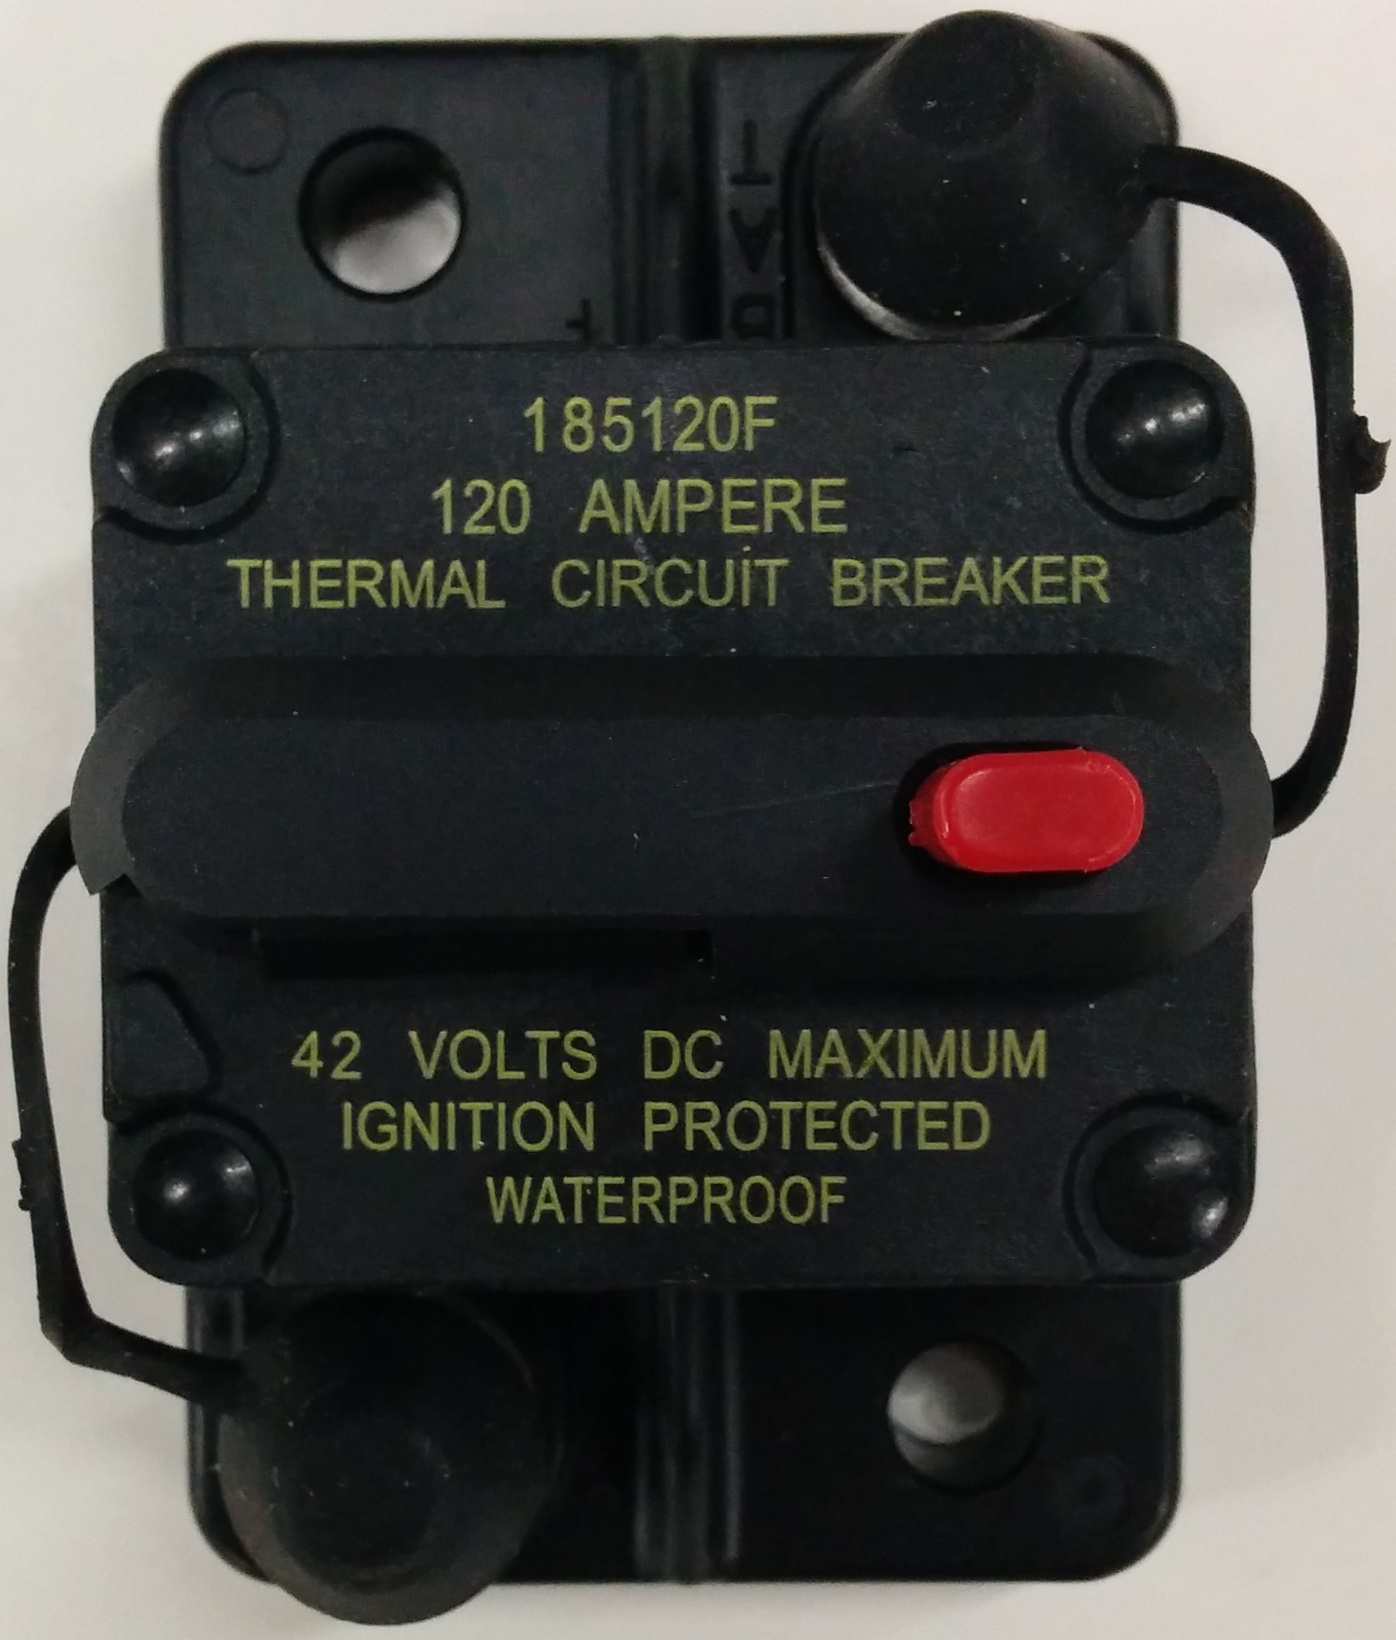 185120F
120 AMPERE
THERMAL CIRCUIT BREAKER
42 VOLTS DC MAXIMUM
IGNITION PROTECTED
WATERPROOF